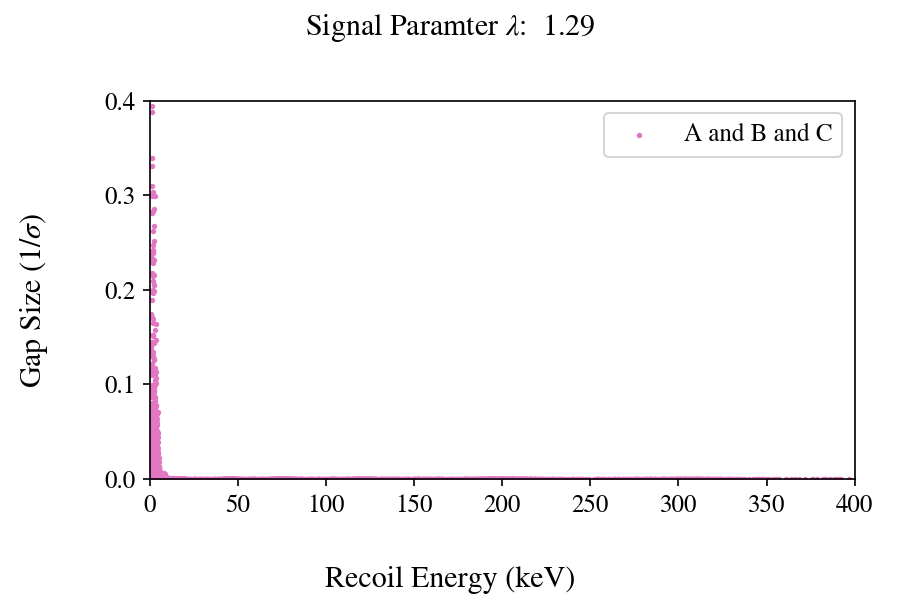 Signal Paramter λ: 1.29
A and B and C
Gap Size (1/σ)
0.4
0.3
0.2
0.1
0.0
0 50 100 150 200 250 300 350 400
Recoil Energy (keV)